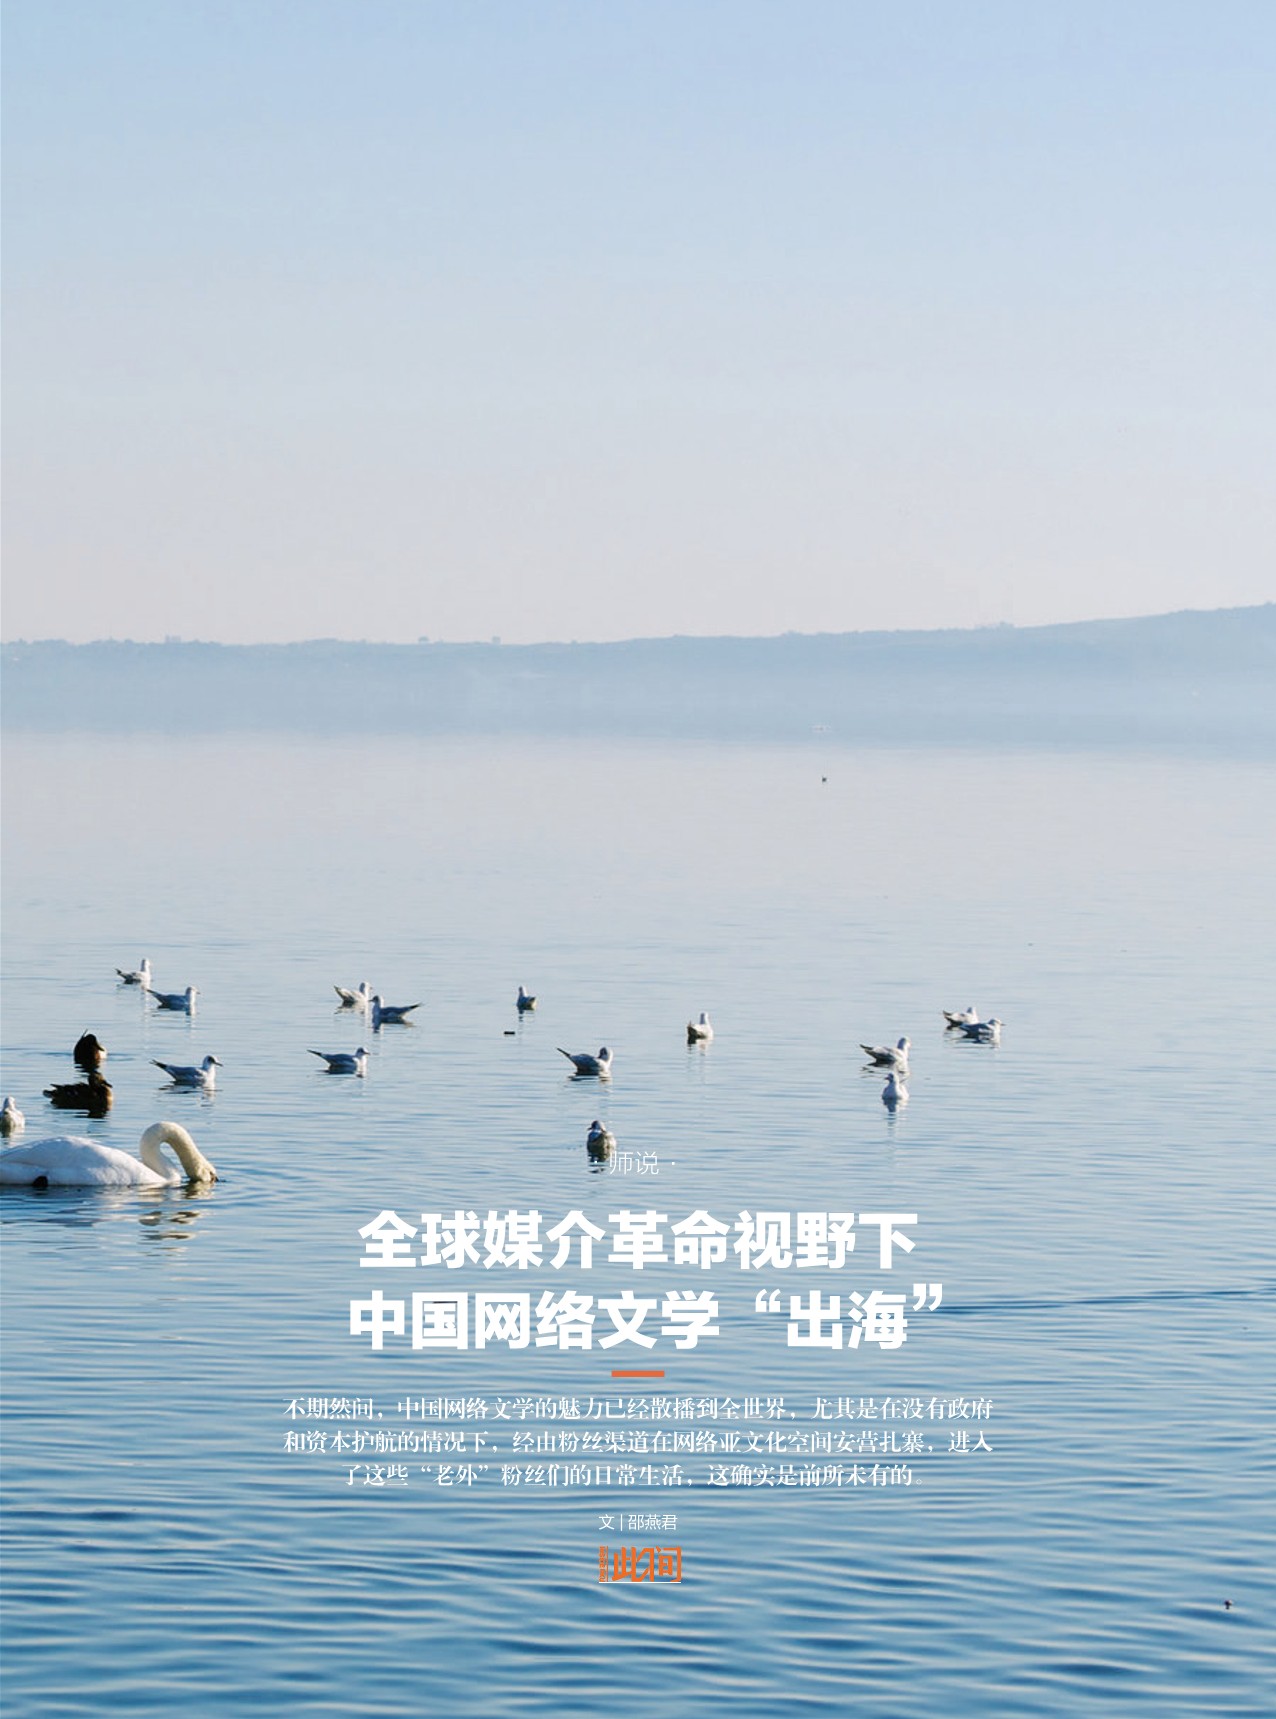 · 师说 ·
全球媒介革命视野下
中国网络文学“出海”
不期然间，中国网络文学的魅力已经散播到全世界，尤其是在没有政府
和资本护航的情况下，经由粉丝渠道在网络亚文化空间安营扎寨，进入
了这些“老外”粉丝们的日常生活，这确实是前所未有的。
文 | 邵燕君
此间